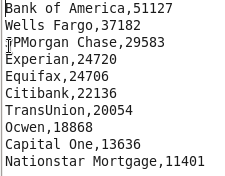 Bank of America,51127
Wells Fargo,37182
JPMorgan Chase,29583
Experian,24720
Equifax,24706
Citibank,22136
TransUnion,20054
Ocwen,18868
Capital One,13636
Nationstar Mortgage,11401